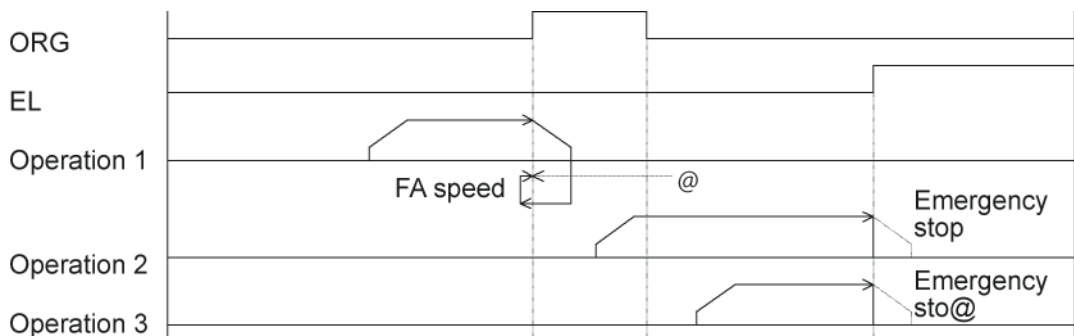 ORG
EL
Operation 1
FA speed
@
Emergency
stop
Operation 2
Emergency
sto@
Operation 3